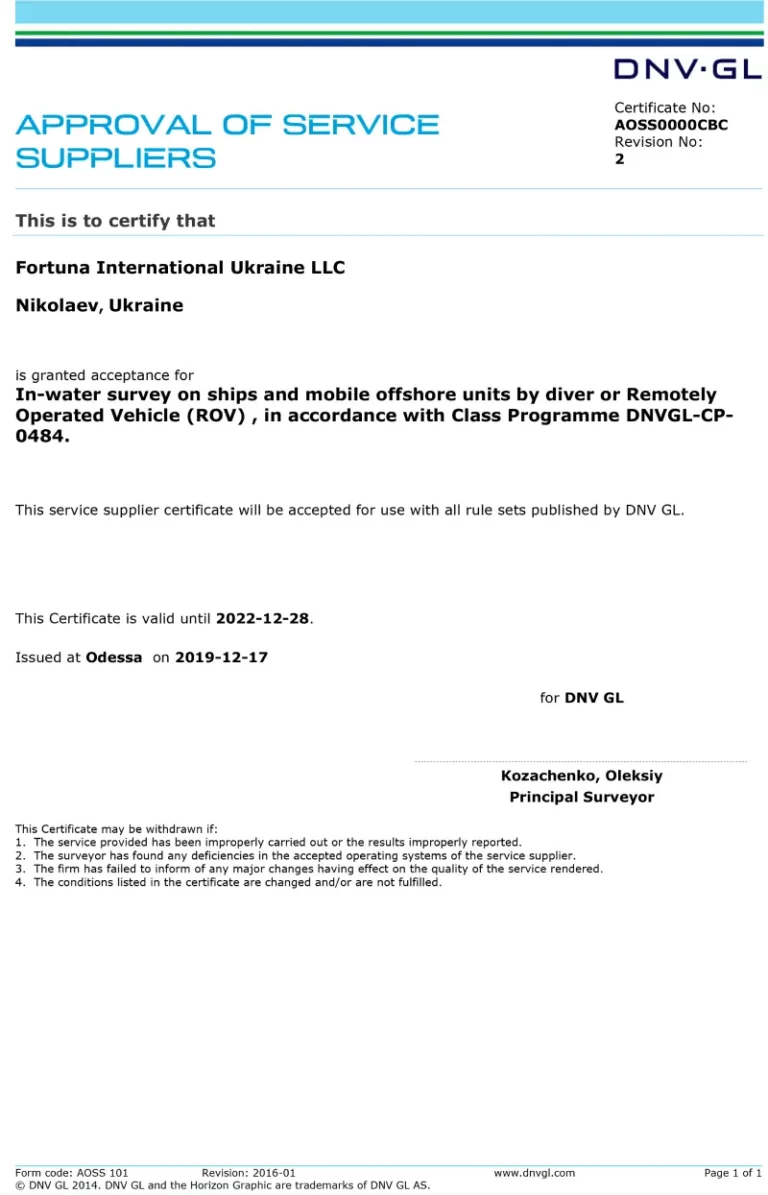 DNV·GL
Certificate No:
AOSS0000CBC
Revision No:
2
APPROVAL OF SERVICE
SUPPLIERS
This is to certify that
Fortuna International Ukraine LLC
Nikolaev, Ukraine
is granted acceptance for
In-water survey on ships and mobile offshore units by diver or Remotely
Operated Vehicle (ROV) , in accordance with Class Programme DNVGL-CP-
0484.
This service supplier certificate will be accepted for use with all rule sets published by DNV GL.
This Certificate is valid until 2022-12-28.
Issued at Odessa on 2019-12-17
for DNV GL
Kozachenko, Oleksiy
Principal Surveyor
This Certificate may be withdrawn if:
1. The service provided has been improperly carried out or the results improperly reported.
2. The surveyor has found any deficiencies in the accepted operating systems of the service supplier.
3. The firm has failed to inform of any major changes having effect on the quality of the service rendered.
4. The conditions listed in the certificate are changed and/or are not fulfilled.
Form code: AOSS 101 Revision: 2016-01 www.dnvgl.com Page 1 of 1
© DNV GL 2014. DNV GL and the Horizon Graphic are trademarks of DNV GL AS.